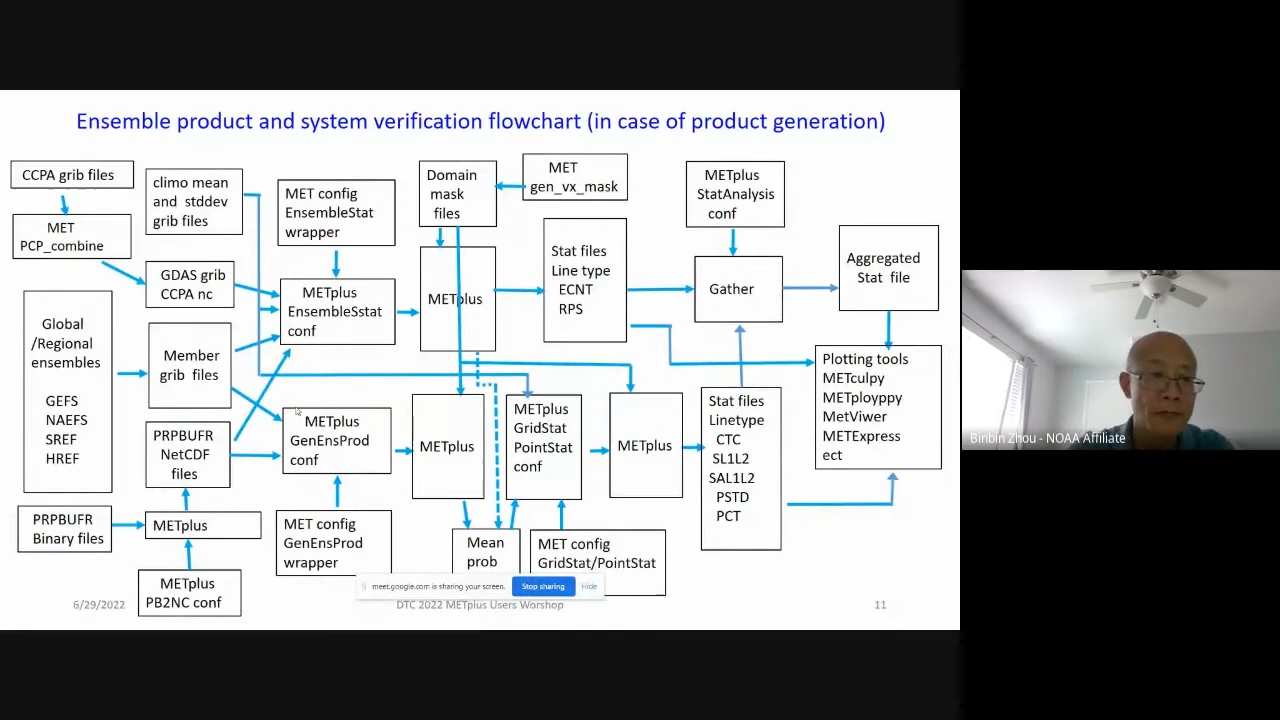 Ensemble product and system verification flowchart (in case of product generation)
CCPA grib files
MET
PCP_combine
climo mean
and stddev
grib files
GDAS grib
CCPA nc
Global
/Regional
ensembles
GEFS
NAEFS
SREF
HREF
Member
grib files
PRPBUFR
NetCDF
files
PRPBUFR
Binary files
METplus
METplus
PB2NC conf
MET config
EnsembleStat
wrapper
METplus
EnsembleSstat
conf
METplus
GenEnsProd
conf
MET config
GenEnsProd
wrapper
Domain
mask
files
MET
gen_vx_mask
METplus
METplus
Stat files
Line type
ECNT
RPS
METplus
GridStat
PointStat
conf
Mean
prob
MET config
GridStat/PointStat
METplus
METplus
StatAnalysis
conf
Gather
Stat files
Linetype
CTC
SL1L2
SAL1L2
PSTD
PCT
Aggregated
Stat file
Plotting tools
METculpy
METployppy
MetViwer
METExpress
ect
meet.google.com is sharing your screen.
Stop sharing
Hide
6/29/2022
DTC 2022 METplus Users Worshop
11
Binbin Zhou - NOAA Affiliate